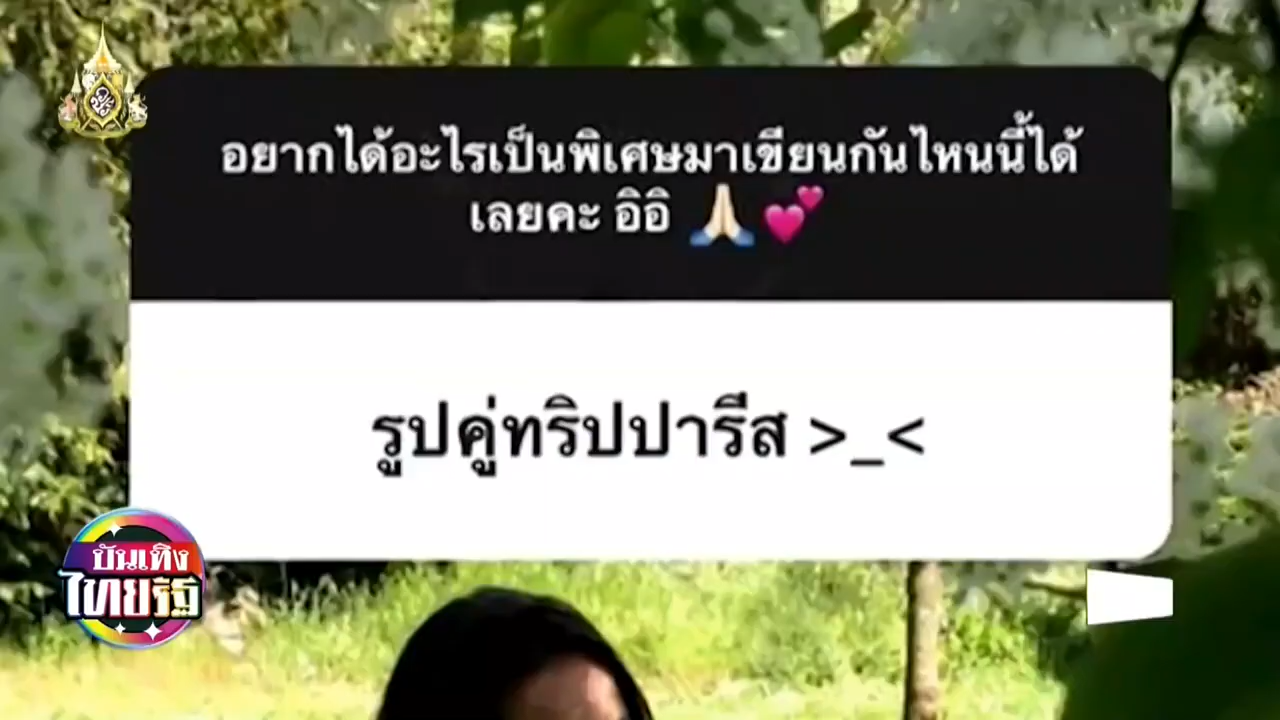 อยากได้อะไรเป็นพิเศษมาเขียนกันไหนนี้ได้
เลยคะ อิอิ 🙏🏻💕
รูปคู่ทริปปารีส >_<
บันเทิง
ไทยรัฐ